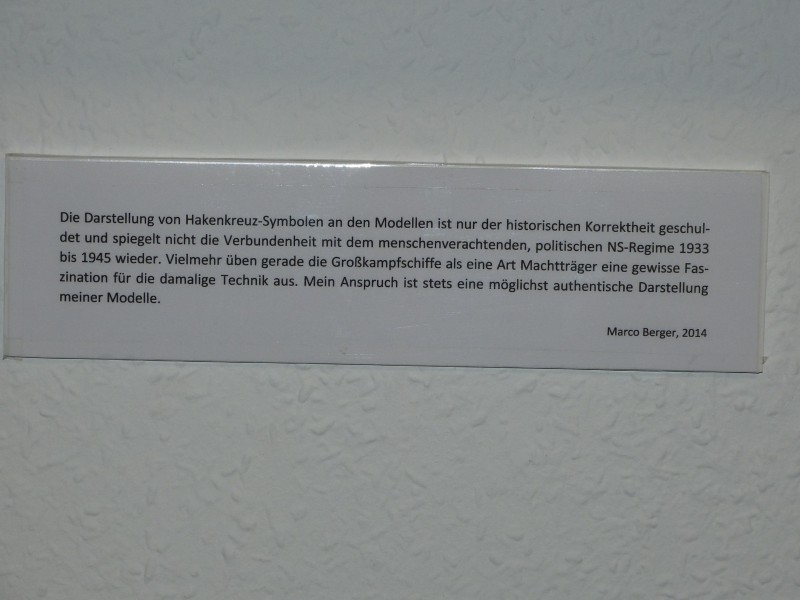 Die Darstellung von Hakenkreuz-Symbolen an den Modellen ist nur der historischen Korrektheit geschul-
det und spiegelt nicht die Verbundenheit mit dem menschenverachtenden, politischen NS-Regime 1933
bis 1945 wieder. Vielmehr üben gerade die Großkampfschiffe als eine Art Machtträger eine gewisse Fas-
zination für die damalige Technik aus. Mein Anspruch ist stets eine möglichst authentische Darstellung
meiner Modelle.
Marco Berger, 2014